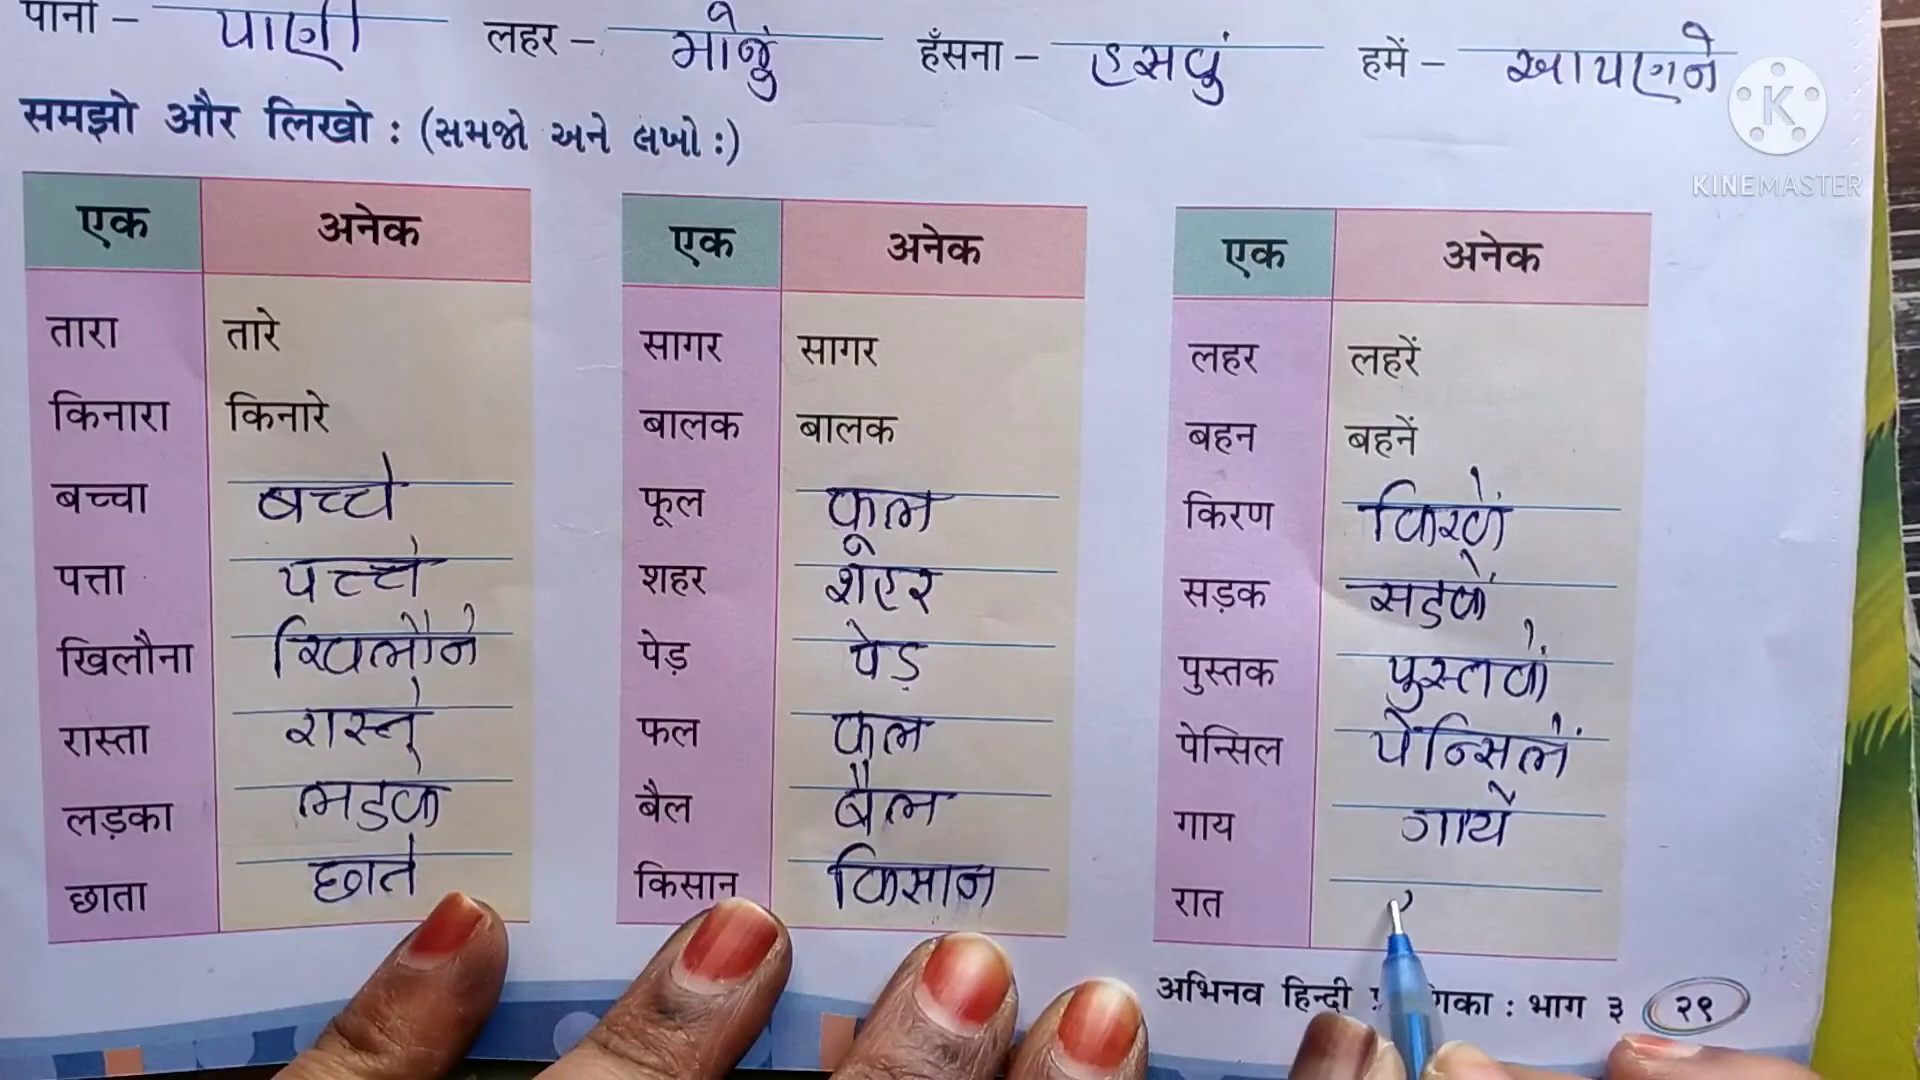 पानी – પાણી लहर – મોજું हँसना – હસવું हमें – આપણને
KINEMASTER
समझो और लिखो : (સમજો અને લખો :)
एक अनेक
तारा तारे
किनारा किनारे
बच्चा बच्चे
पत्ता पत्ते
खिलौना खिलौने
रास्ता रास्ते
लड़का लडके
छाता छाते
एक अनेक
सागर सागर
बालक बालक
फूल फूल
शहर शहर
पेड़ पेड़
फल फल
बैल बैल
किसान किसान
एक अनेक
लहर लहरें
बहन बहनें
किरण किरणें
सड़क सडकें
पुस्तक पुस्तकें
पेन्सिल पेन्सिलें
गाय गायें
रात
अभिनव हिन्दी : भाग ३ २९